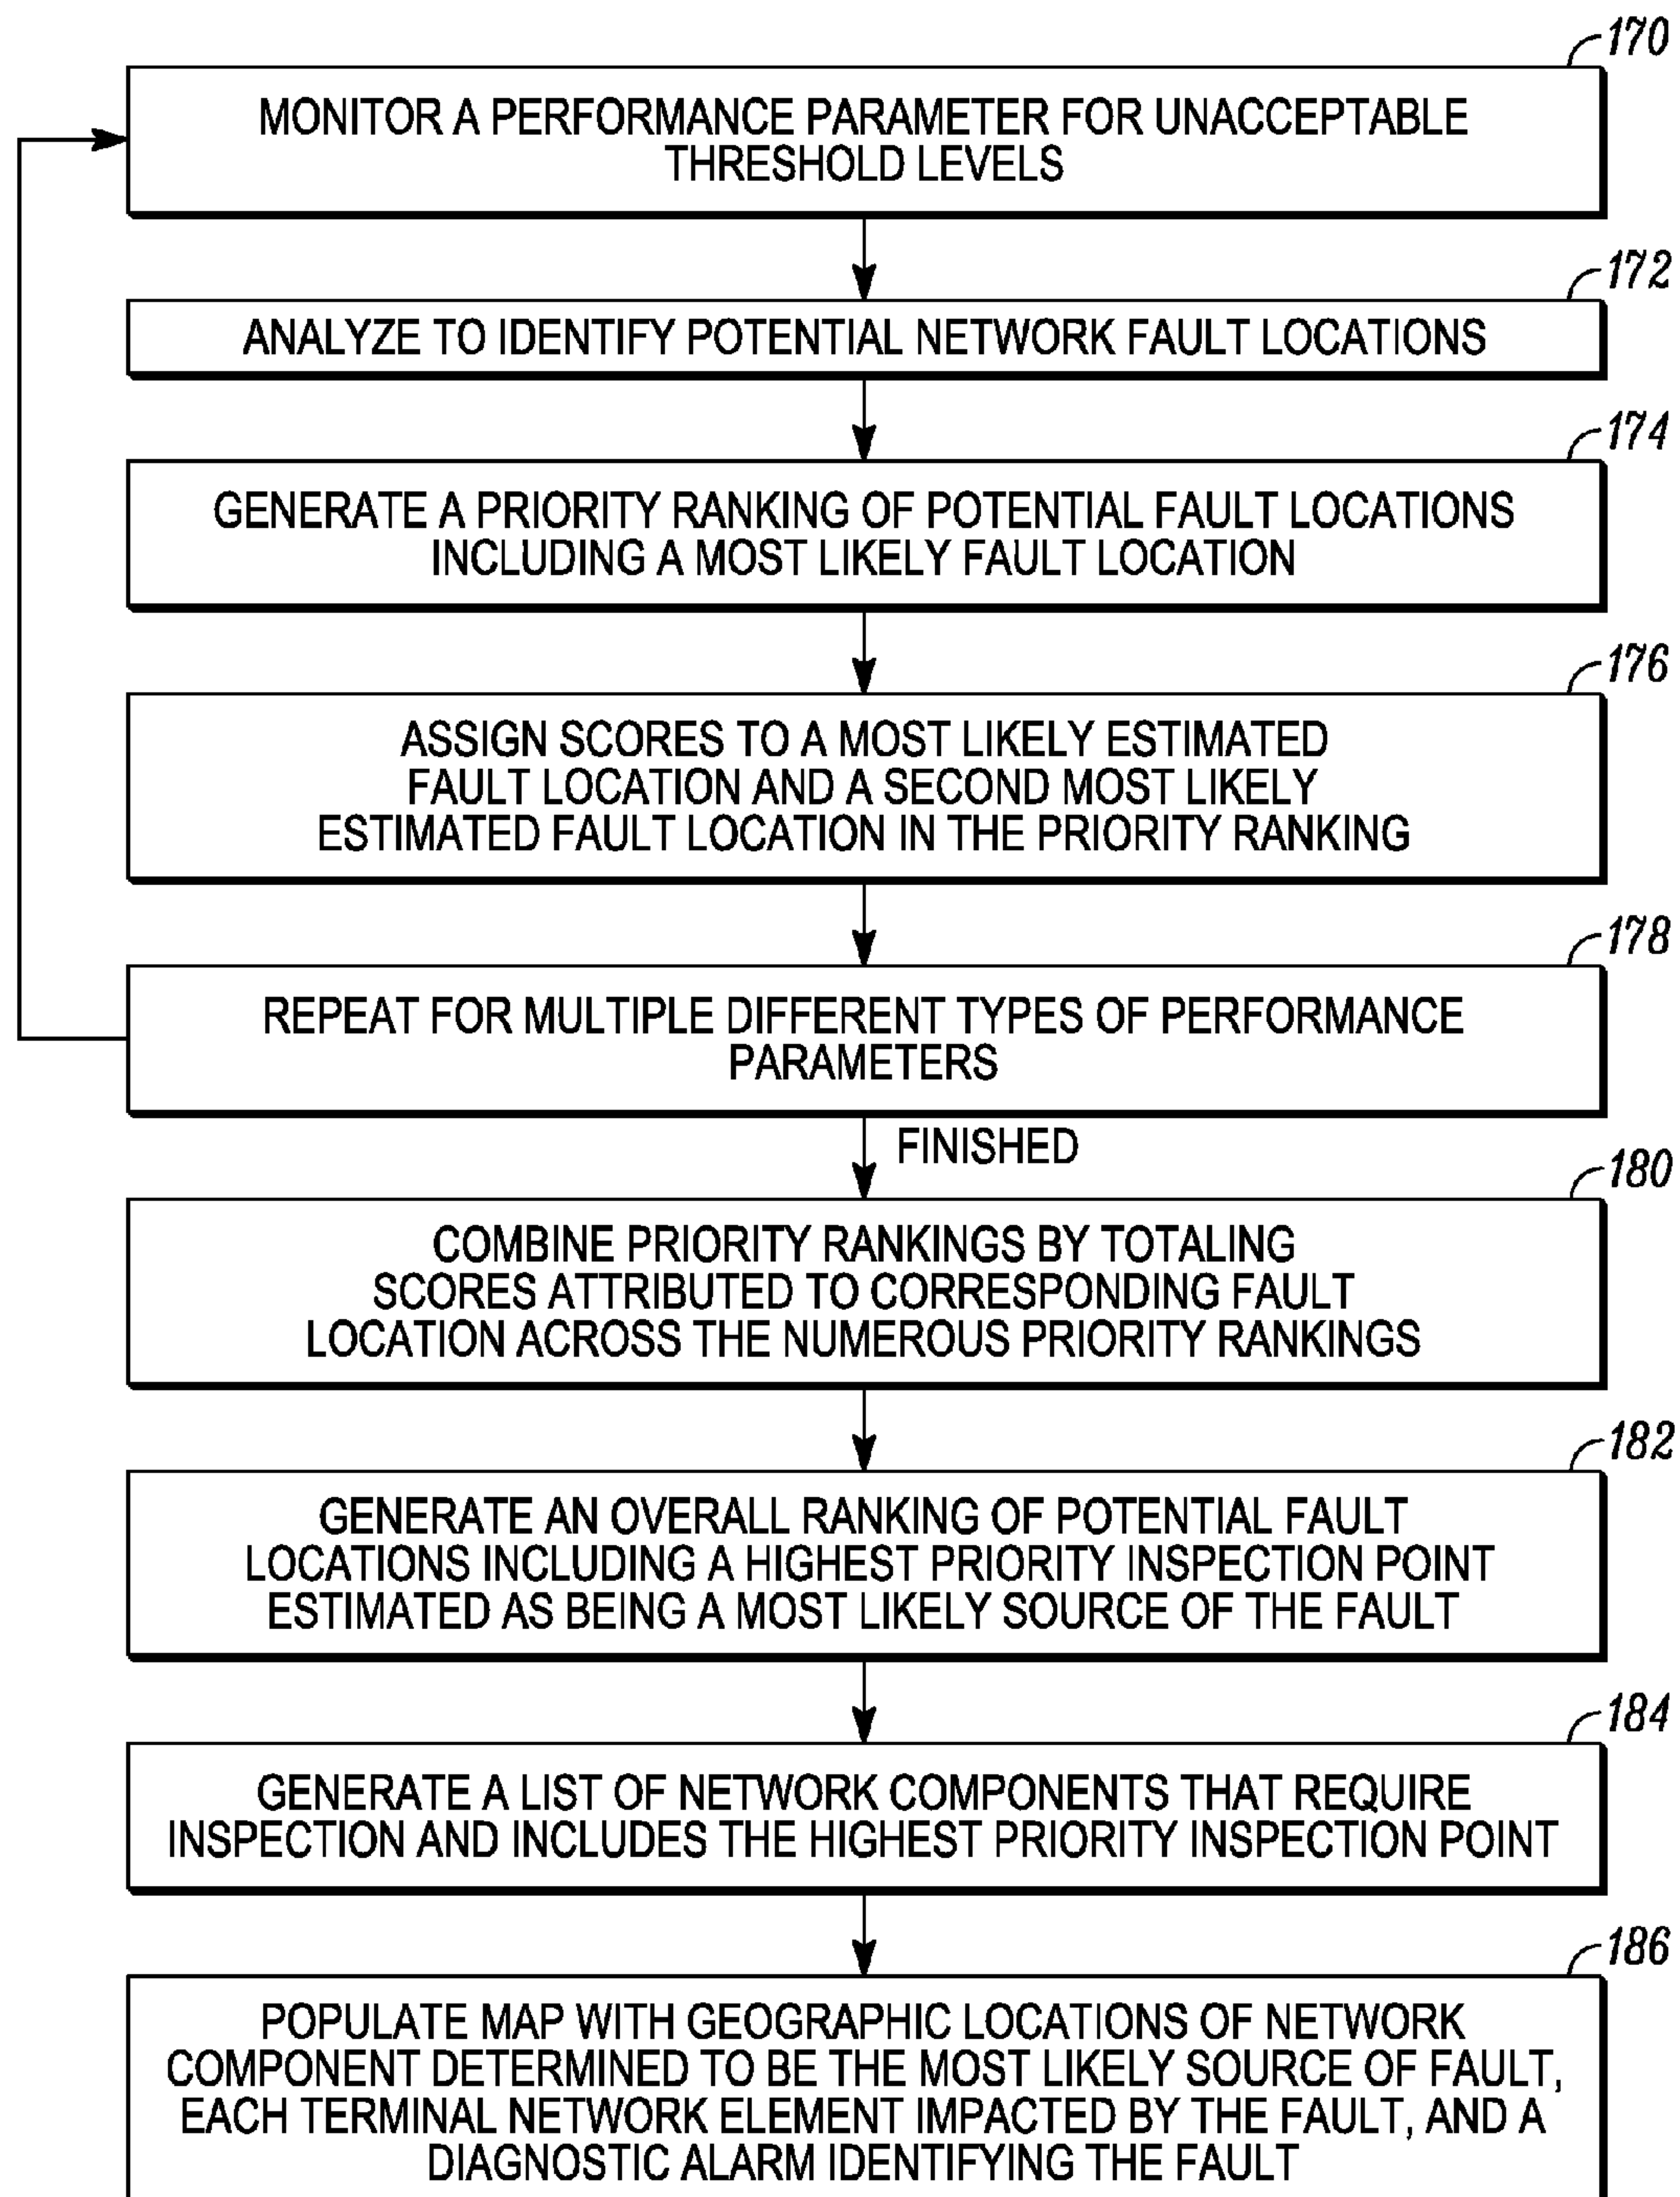 170
MONITOR A PERFORMANCE PARAMETER FOR UNACCEPTABLE
THRESHOLD LEVELS
172
ANALYZE TO IDENTIFY POTENTIAL NETWORK FAULT LOCATIONS
174
GENERATE A PRIORITY RANKING OF POTENTIAL FAULT LOCATIONS
INCLUDING A MOST LIKELY FAULT LOCATION
176
ASSIGN SCORES TO A MOST LIKELY ESTIMATED
FAULT LOCATION AND A SECOND MOST LIKELY
ESTIMATED FAULT LOCATION IN THE PRIORITY RANKING
178
REPEAT FOR MULTIPLE DIFFERENT TYPES OF PERFORMANCE
PARAMETERS
FINISHED
180
COMBINE PRIORITY RANKINGS BY TOTALING
SCORES ATTRIBUTED TO CORRESPONDING FAULT
LOCATION ACROSS THE NUMEROUS PRIORITY RANKINGS
182
GENERATE AN OVERALL RANKING OF POTENTIAL FAULT
LOCATIONS INCLUDING A HIGHEST PRIORITY INSPECTION POINT
ESTIMATED AS BEING A MOST LIKELY SOURCE OF THE FAULT
184
GENERATE A LIST OF NETWORK COMPONENTS THAT REQUIRE
INSPECTION AND INCLUDES THE HIGHEST PRIORITY INSPECTION POINT
186
POPULATE MAP WITH GEOGRAPHIC LOCATIONS OF NETWORK
COMPONENT DETERMINED TO BE THE MOST LIKELY SOURCE OF FAULT,
EACH TERMINAL NETWORK ELEMENT IMPACTED BY THE FAULT, AND A
DIAGNOSTIC ALARM IDENTIFYING THE FAULT